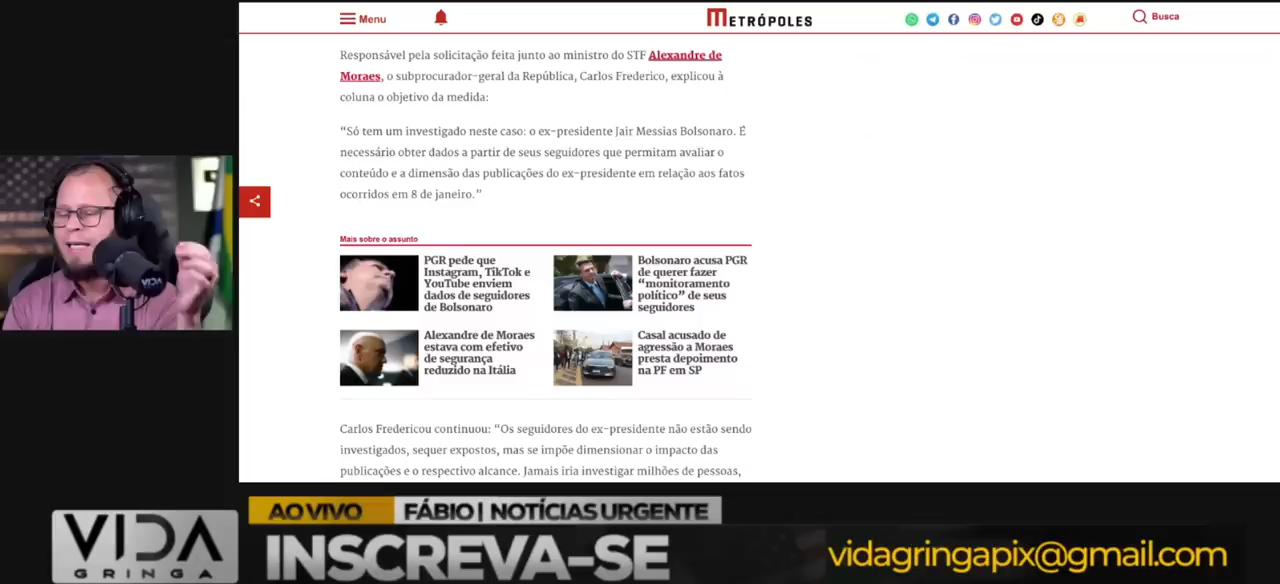 Menu
METRÓPOLES
Busca
Responsável pela solicitação feita junto ao ministro do STF Alexandre de
Moraes, o subprocurador-geral da República, Carlos Frederico, explicou à
coluna o objetivo da medida:
“Só tem um investigado neste caso: o ex-presidente Jair Messias Bolsonaro. É
necessário obter dados a partir de seus seguidores que permitam avaliar o
conteúdo e a dimensão das publicações do ex-presidente em relação aos fatos
ocorridos em 8 de janeiro.”
Mais sobre o assunto
PGR pede que
Instagram, TikTok e
YouTube enviem
dados de seguidores
de Bolsonaro
Bolsonaro acusa PGR
de querer fazer
“monitoramento
político” de seus
seguidores
Alexandre de Moraes
estava com efetivo
de segurança
reduzido na Itália
Casal acusado de
agressão a Moraes
presta depoimento
na PF em SP
Carlos Fredericou continuou: “Os seguidores do ex-presidente não estão sendo
investigados, sequer expostos, mas se impõe dimensionar o impacto das
publicações e o respectivo alcance. Jamais iria investigar milhões de pessoas,
VIDA
AO VIVO FÁBIO | NOTÍCIAS URGENTE
VIDA
GRINGA
INSCREVA-SE
vidagringapix@gmail.com